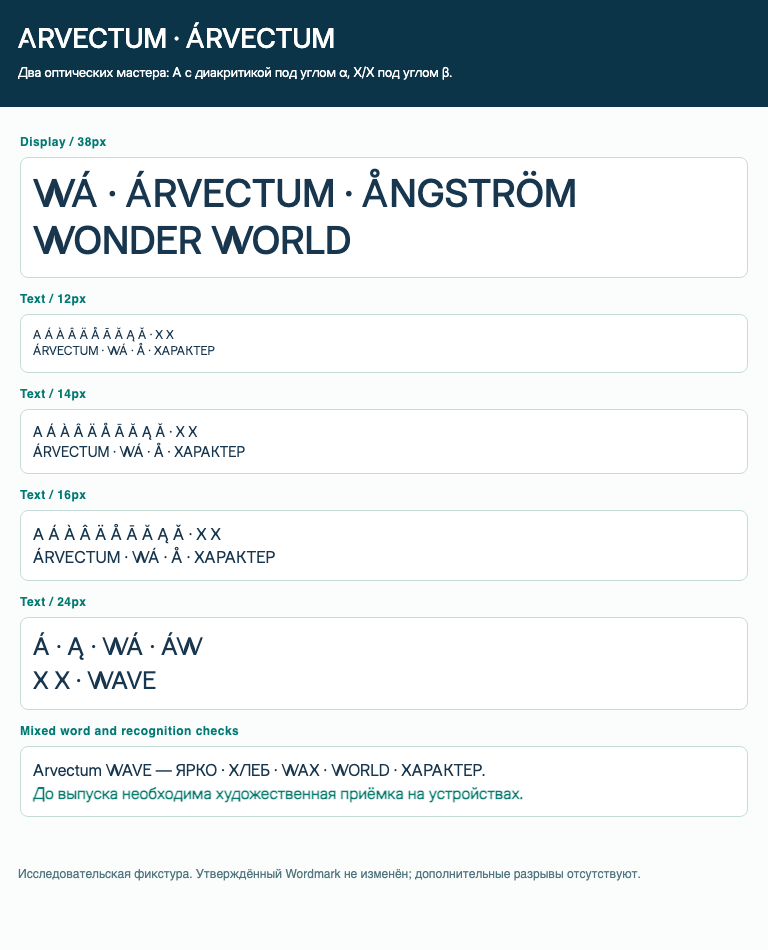 ARVECTUM · ÁRVECTUM
Два оптических мастера: A с диакритикой под углом α, X/Х под углом β.
Display / 38px
WÁ · ÁRVECTUM · ÅNGSTRÖM
WONDER WORLD
Text / 12px
A Á À Â Ä Å Ã Ă Ą Ǎ · X Х
ÁRVECTUM · WÁ · Å · ХАРАКТЕР
Text / 14px
A Á À Â Ä Å Ã Ă Ą Ǎ · X Х
ÁRVECTUM · WÁ · Å · ХАРАКТЕР
Text / 16px
A Á À Â Ä Å Ã Ă Ą Ǎ · X Х
ÁRVECTUM · WÁ · Å · ХАРАКТЕР
Text / 24px
Á · Ą · WÁ · ÁW
X Х · WAVE
Mixed word and recognition checks
Arvectum WAVE — ЯРКО · ХЛЕБ · WAX · WORLD · ХАРАКТЕР.
До выпуска необходима художественная приёмка на устройствах.
Исследовательская фикстура. Утверждённый Wordmark не изменён; дополнительные разрывы отсутствуют.